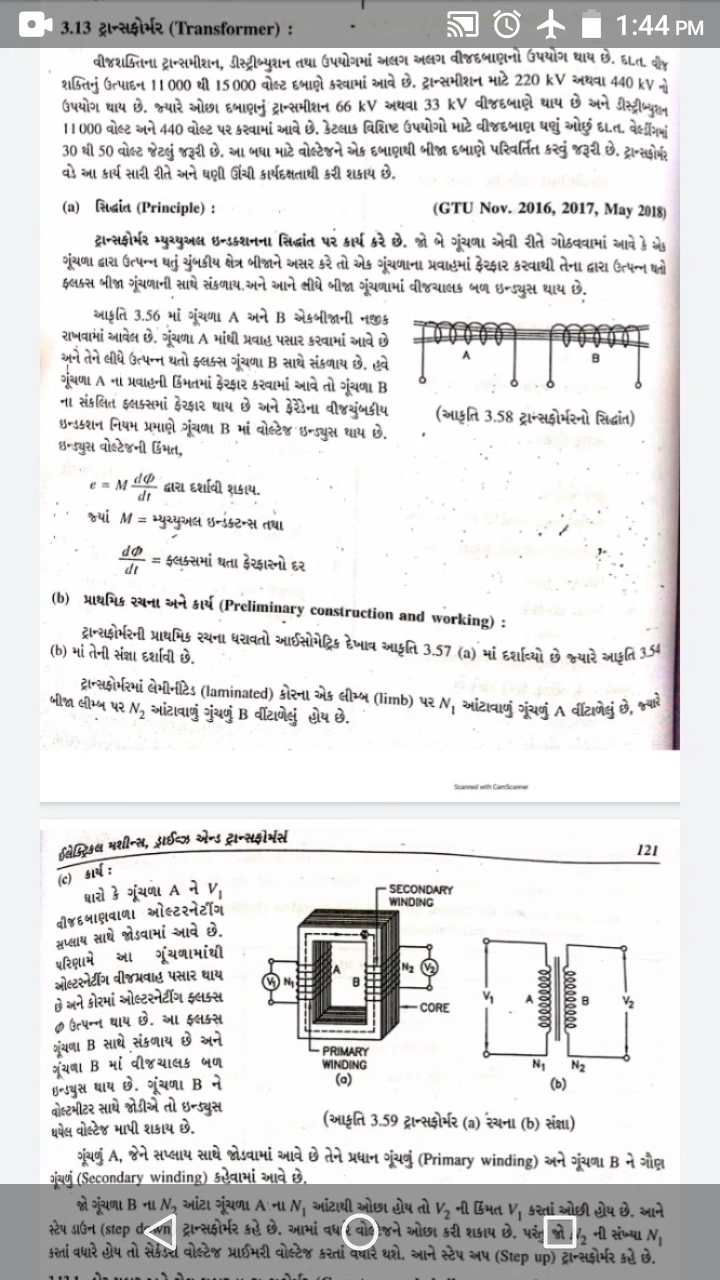 1:44 PM
3.13 ટ્રાન્સફોર્મર (Transformer) :
વીજશક્તિના ટ્રાન્સમીશન, ડીસ્ટ્રીબ્યુશન તથા ઉપયોગમાં અલગ અલગ વીજદબાણનો ઉપયોગ થાય છે. દા.ત. વીજ
શક્તિનું ઉત્પાદન 11000 થી 15000 વોલ્ટ દબાણે કરવામાં આવે છે. ટ્રાન્સમીશન માટે 220 kV અથવા 440 kV નો
ઉપયોગ થાય છે. જ્યારે ઓછા દબાણનું ટ્રાન્સમીશન 66 kV અથવા 33 kV વીજદબાણે થાય છે અને ડીસ્ટ્રીબ્યુશન
11000 વોલ્ટ અને 440 વોલ્ટ પર કરવામાં આવે છે. કેટલાક વિશિષ્ટ ઉપયોગો માટે વીજદબાણ ઘણું ઓછું દા.ત. વેલ્ડીંગમાં
30 થી 50 વોલ્ટ જેટલું જરૂરી છે. આ બધા માટે વોલ્ટેજને એક દબાણથી બીજા દબાણે પરિવર્તિત કરવું જરૂરી છે. ટ્રાન્સફોર્મર
વડે આ કાર્ય સારી રીતે અને ઘણી ઊંચી કાર્યદક્ષતાથી કરી શકાય છે.
(a) સિદ્ધાંત (Principle) : (GTU Nov. 2016, 2017, May 2018)
ટ્રાન્સફોર્મર મ્યુચ્યુઅલ ઇન્ડક્શનના સિદ્ધાંત પર કાર્ય કરે છે. જો બે ગૂંચળા એવી રીતે ગોઠવવામાં આવે કે એક
ગૂંચળા દ્વારા ઉત્પન્ન થતું ચુંબકીય ક્ષેત્ર બીજાને અસર કરે તો એક ગૂંચળાના પ્રવાહમાં ફેરફાર કરવાથી તેના દ્વારા ઉત્પન્ન થતો
ફ્લક્સ બીજા ગૂંચળાની સાથે સંકળાય અને આને લીધે બીજા ગૂંચળામાં વીજચાલક બળ ઇન્ડ્યુસ થાય છે.
આકૃતિ 3.56 માં ગૂંચળા A અને B એકબીજાની નજીક
રાખવામાં આવેલ છે. ગૂંચળા A માંથી પ્રવાહ પસાર કરવામાં આવે છે
અને તેને લીધે ઉત્પન્ન થતો ફ્લક્સ ગૂંચળા B સાથે સંકળાય છે. હવે
ગૂંચળા A નાં પ્રવાહની કિંમતમાં ફેરફાર કરવામાં આવે તો ગૂંચળા B
ના સંકલિત ફ્લક્સમાં ફેરફાર થાય છે અને ફેરેડેના વીજચુંબકીય
ઇન્ડક્શન નિયમ પ્રમાણે ગૂંચળા B માં વોલ્ટેજ ઇન્ડ્યુસ થાય છે.
ઇન્ડ્યુસ વોલ્ટેજની કિંમત,
A B
(આકૃતિ 3.58 ટ્રાન્સફોર્મરનો સિદ્ધાંત)
e = M dΦ/dt દ્વારા દર્શાવી શકાય.
જ્યાં M = મ્યુચ્યુઅલ ઇન્ડક્ટન્સ તથા
dΦ/dt = ફ્લક્સમાં થતા ફેરફારનો દર
(b) પ્રાથમિક રચના અને કાર્ય (Preliminary construction and working) :
ટ્રાન્સફોર્મરની પ્રાથમિક રચના ધરાવતો આઈસોમેટ્રિક દેખાવ આકૃતિ 3.57 (a) માં દર્શાવ્યો છે જ્યારે આકૃતિ 3.54
(b) માં તેની સંજ્ઞા દર્શાવી છે.
ટ્રાન્સફોર્મરમાં લેમીનીટેડ (laminated) કોરના એક લીમ્બ (limb) પર N₁ આંટાવાળું ગૂંચળું A વીંટાળેલું છે, જ્યારે
બીજા લીમ્બ પર N₂ આંટાવાળું ગુંચળું B વીંટાળેલું હોય છે.
Scanned with CamScanner
ઈલેક્ટ્રિકલ મશીન્સ, ડ્રાઈવ્ઝ એન્ડ ટ્રાન્સફોર્મર્સ 121
(c) કાર્ય :
ધારો કે ગૂંચળા A ને V₁
વીજદબાણવાળા ઓલ્ટરનેટીંગ
સપ્લાય સાથે જોડવામાં આવે છે.
પરિણામે આ ગૂંચળામાંથી
ઓલ્ટરનેટીંગ વીજપ્રવાહ પસાર થાય
છે અને કોરમાં ઓલ્ટરનેટીંગ ફ્લક્સ
Φ ઉત્પન્ન થાય છે. આ ફ્લક્સ
ગૂંચળા B સાથે સંકળાય છે અને
ગૂંચળા B માં વીજચાલક બળ
ઇન્ડ્યુસ થાય છે. ગૂંચળા B ને
વોલ્ટમીટર સાથે જોડીએ તો ઇન્ડ્યુસ
થયેલ વોલ્ટેજ માપી શકાય છે.
SECONDARY
WINDING
V₁ N₁ A B N₂ V₂
CORE
PRIMARY
WINDING
(a)
V₁ A B V₂
N₁ N₂
(b)
(આકૃતિ 3.59 ટ્રાન્સફોર્મર (a) રચના (b) સંજ્ઞા)
ગૂંચળું A, જેને સપ્લાય સાથે જોડવામાં આવે છે તેને પ્રધાન ગૂંચળું (Primary winding) અને ગૂંચળા B ને ગૌણ
ગૂંચળું (Secondary winding) કહેવામાં આવે છે.
જો ગૂંચળા B ના N₂ આંટા ગૂંચળા A ના N₁ આંટાથી ઓછા હોય તો V₂ ની કિંમત V₁ કરતાં ઓછી હોય છે. આને
સ્ટેપ ડાઉન (step down) ટ્રાન્સફોર્મર કહે છે. આમાં વધારે વોલ્ટેજને ઓછા કરી શકાય છે. પરંતુ જો N₂ ની સંખ્યા N₁
કરતાં વધારે હોય તો સેકંડરી વોલ્ટેજ પ્રાઈમરી વોલ્ટેજ કરતાં વધારે થશે. આને સ્ટેપ અપ (Step up) ટ્રાન્સફોર્મર કહે છે.